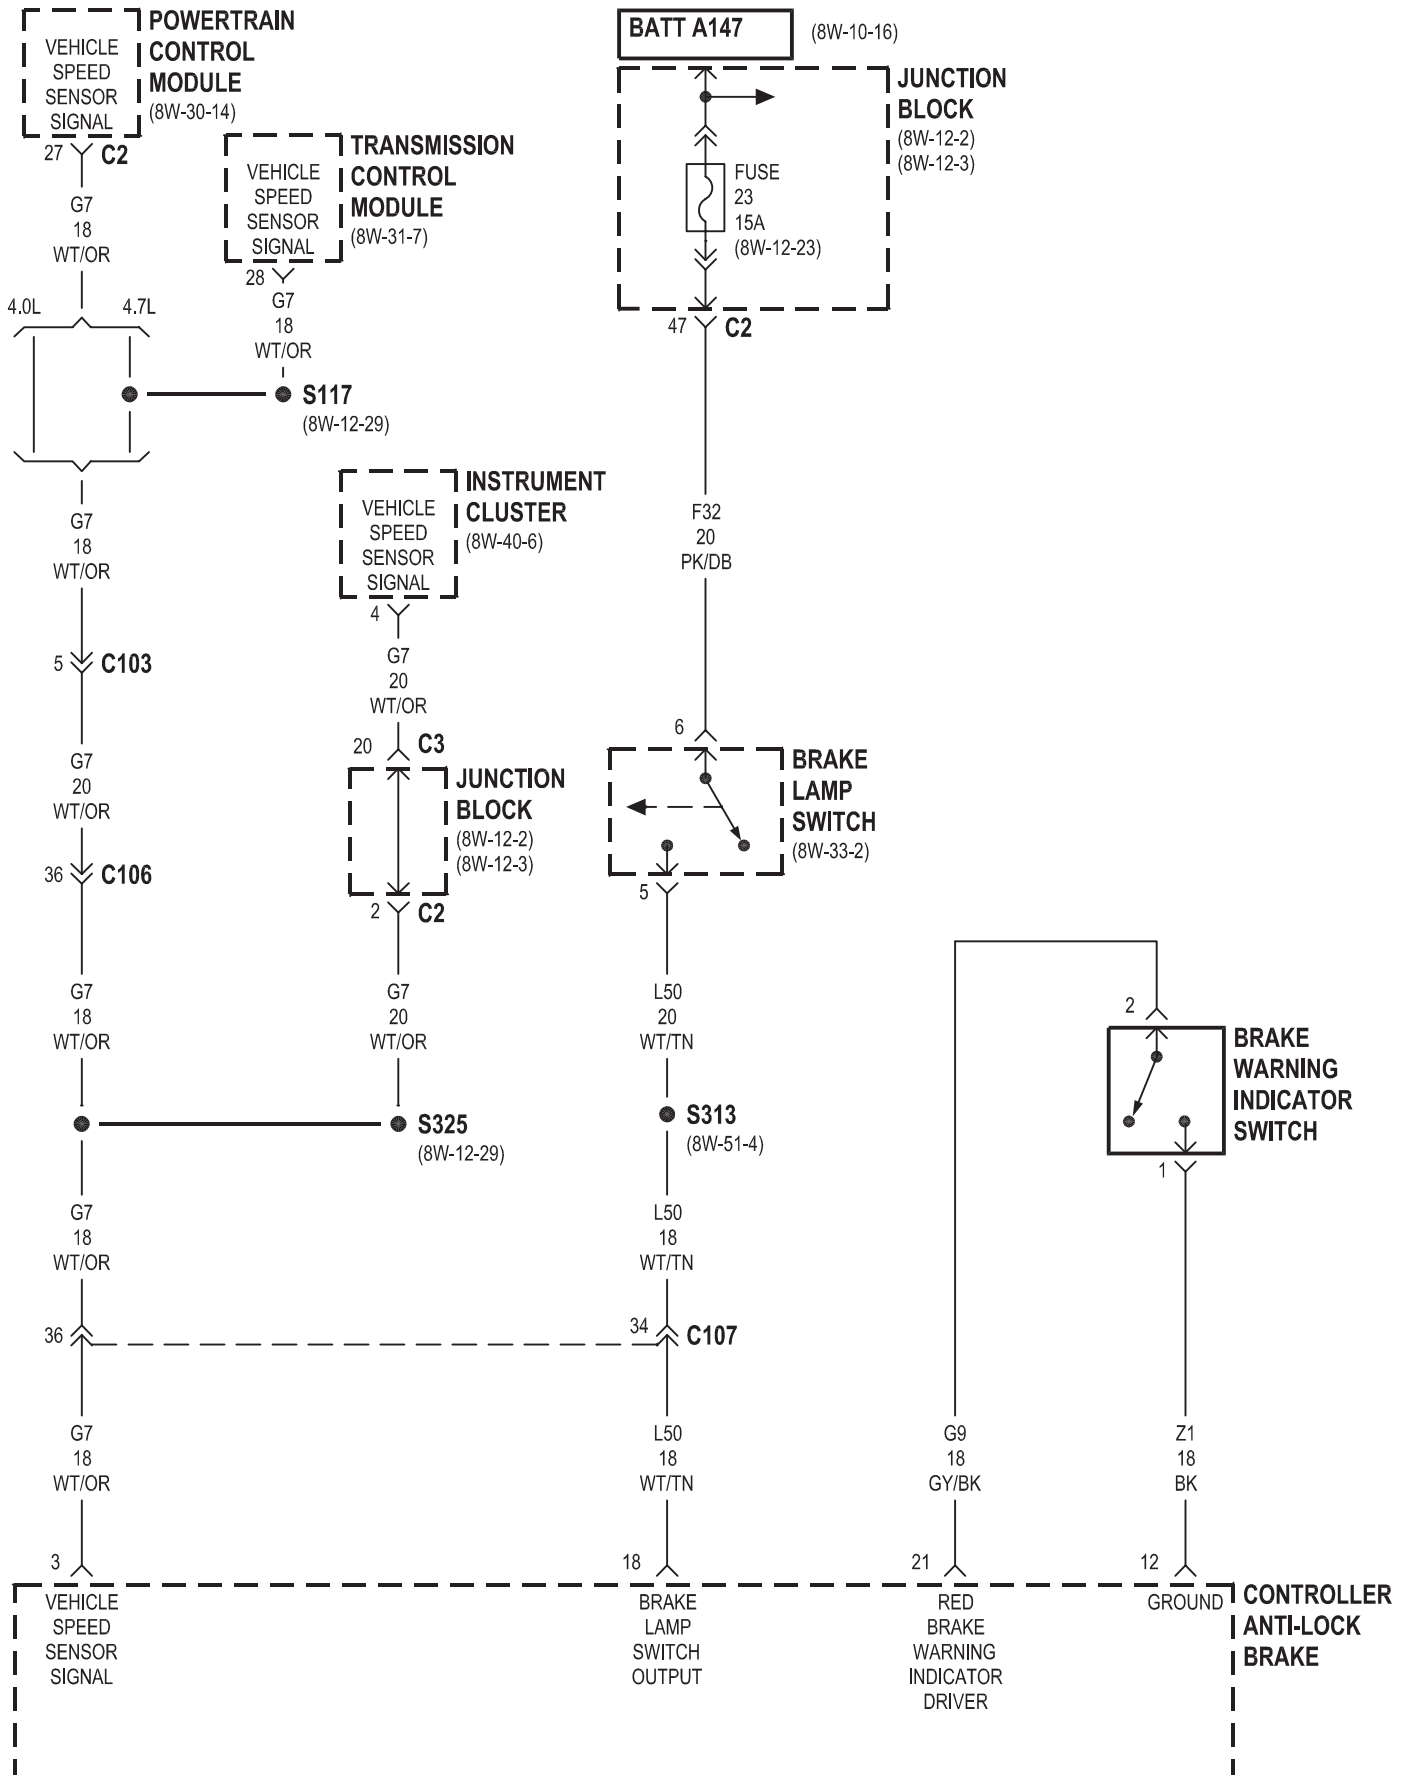 POWERTRAIN
CONTROL
MODULE
(8W-30-14)
VEHICLE
SPEED
SENSOR
SIGNAL
27
C2
G7
18
WT/OR
4.0L
4.7L
TRANSMISSION
CONTROL
MODULE
(8W-31-7)
VEHICLE
SPEED
SENSOR
SIGNAL
28
G7
18
WT/OR
S117
(8W-12-29)
G7
18
WT/OR
5
C103
G7
20
WT/OR
36
C106
G7
18
WT/OR
INSTRUMENT
CLUSTER
(8W-40-6)
VEHICLE
SPEED
SENSOR
SIGNAL
4
G7
20
WT/OR
20
C3
JUNCTION
BLOCK
(8W-12-2)
(8W-12-3)
2
C2
G7
20
WT/OR
S325
(8W-12-29)
G7
18
WT/OR
36
G7
18
WT/OR
3
VEHICLE
SPEED
SENSOR
SIGNAL
BATT A147
(8W-10-16)
JUNCTION
BLOCK
(8W-12-2)
(8W-12-3)
FUSE
23
15A
(8W-12-23)
47
C2
F32
20
PK/DB
6
BRAKE
LAMP
SWITCH
(8W-33-2)
5
L50
20
WT/TN
S313
(8W-51-4)
L50
18
WT/TN
34
C107
L50
18
WT/TN
18
BRAKE
LAMP
SWITCH
OUTPUT
2
BRAKE
WARNING
INDICATOR
SWITCH
1
G9
18
GY/BK
21
RED
BRAKE
WARNING
INDICATOR
DRIVER
Z1
18
BK
12
GROUND
CONTROLLER
ANTI-LOCK
BRAKE